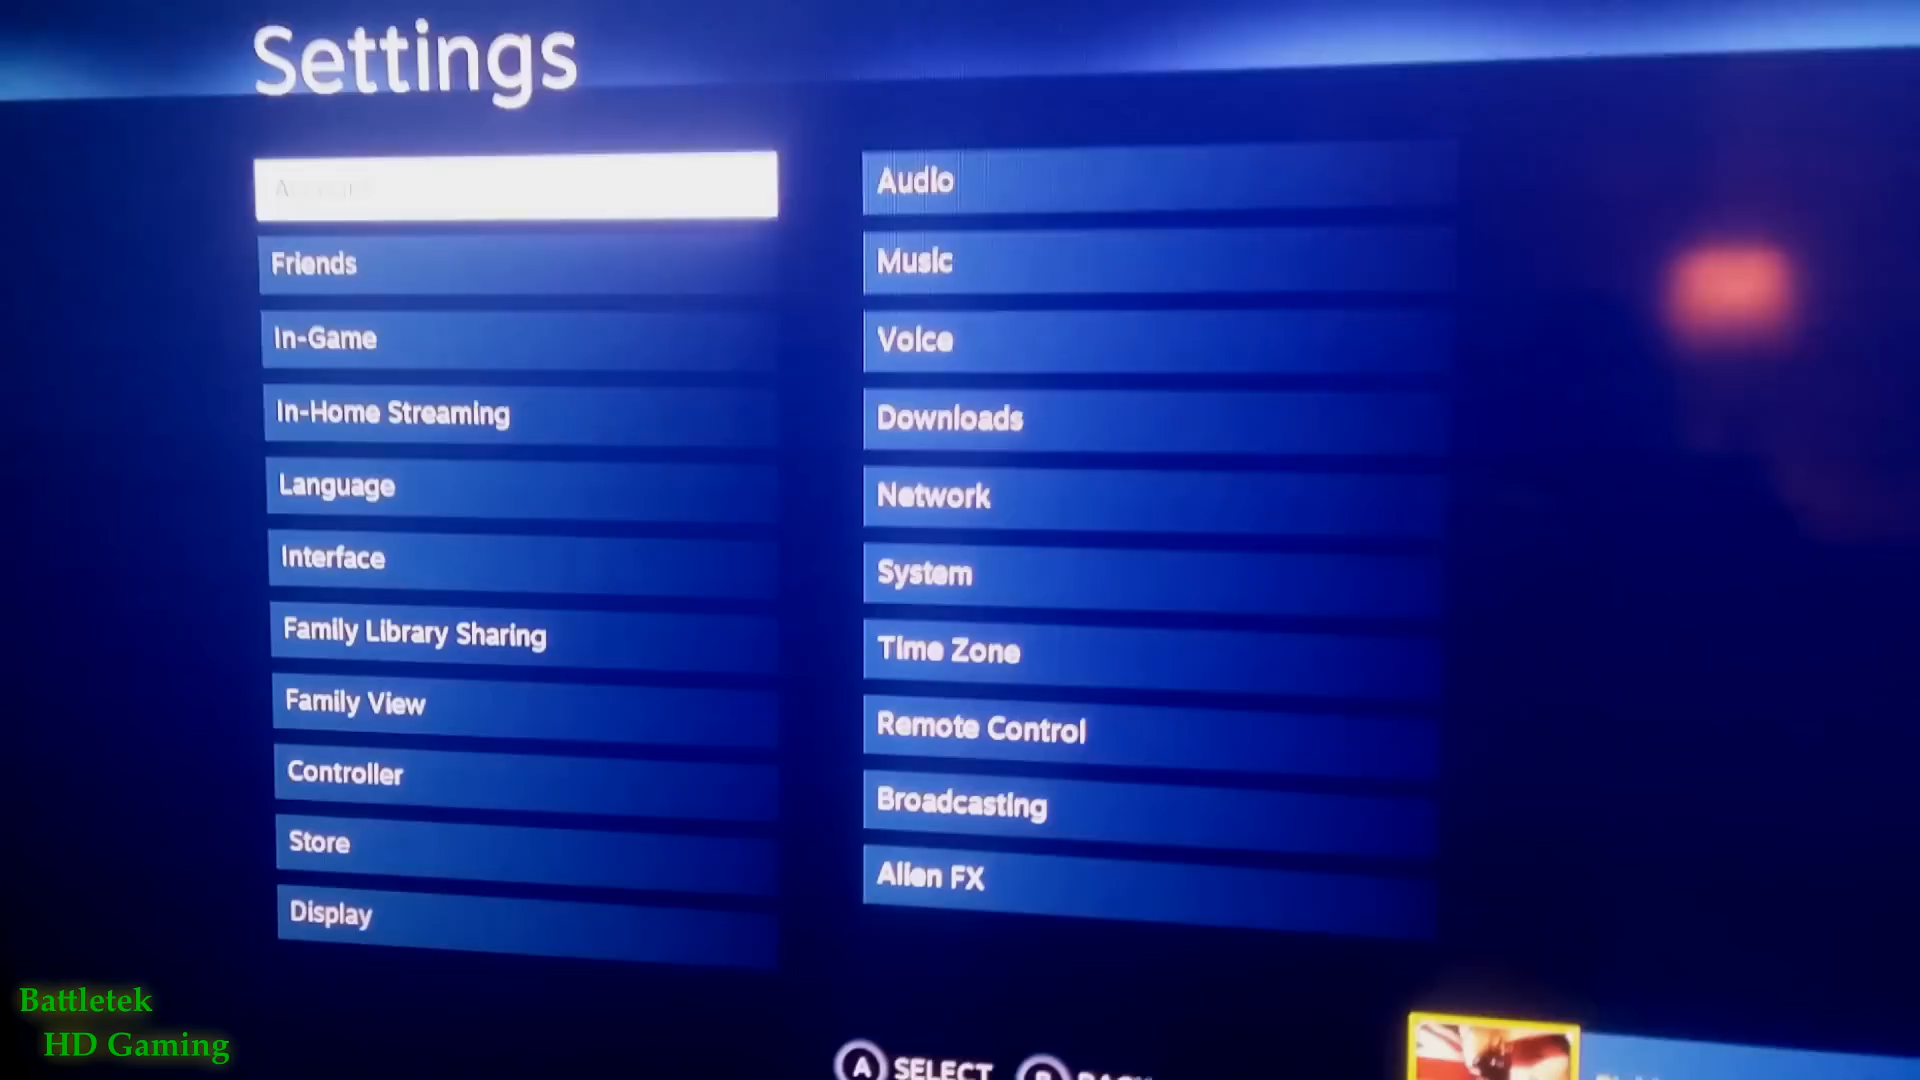 Settings
Friends
In-Game
In-Home Streaming
Language
Interface
Family Library Sharing
Family View
Controller
Store
Display
Audio
Music
Voice
Downloads
Network
System
Time Zone
Remote Control
Broadcasting
Alien FX
A SELECT B BACK
Battletek
HD Gaming